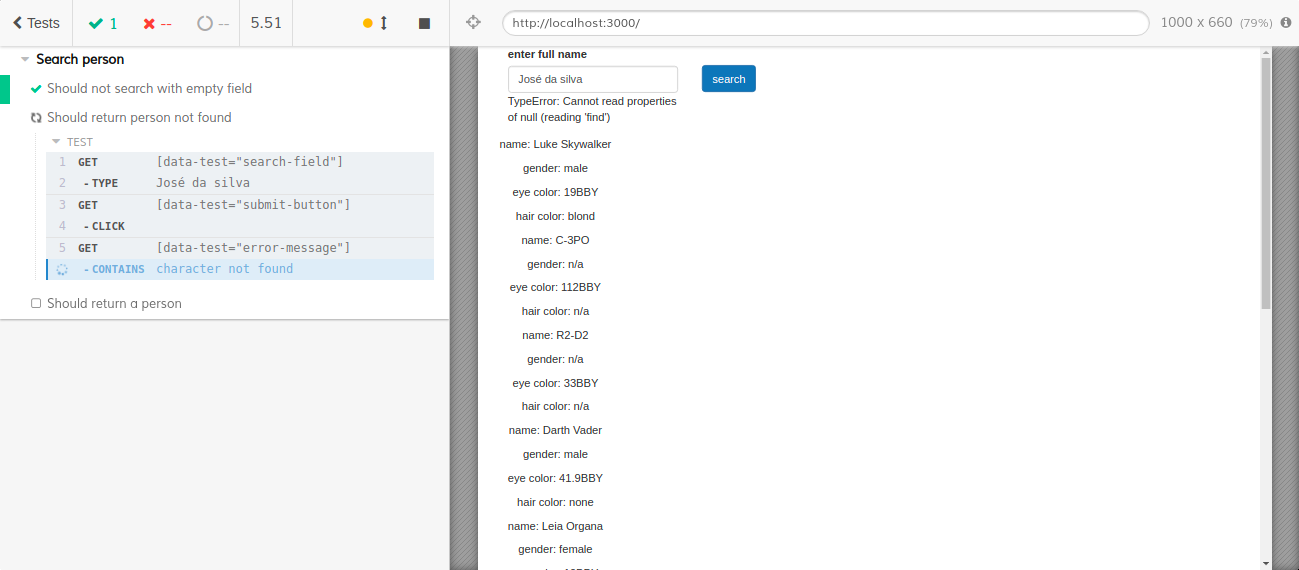 Tests
1
--
--
5.51
http://localhost:3000/
1000 x 660 (79%)
Search person
Should not search with empty field
Should return person not found
TEST
1 GET [data-test="search-field"]
2 -TYPE José da silva
3 GET [data-test="submit-button"]
4 -CLICK
5 GET [data-test="error-message"]
-CONTAINS character not found
Should return a person
enter full name
José da silva
search
TypeError: Cannot read properties
of null (reading 'find')
name: Luke Skywalker
gender: male
eye color: 19BBY
hair color: blond
name: C-3PO
gender: n/a
eye color: 112BBY
hair color: n/a
name: R2-D2
gender: n/a
eye color: 33BBY
hair color: n/a
name: Darth Vader
gender: male
eye color: 41.9BBY
hair color: none
name: Leia Organa
gender: female